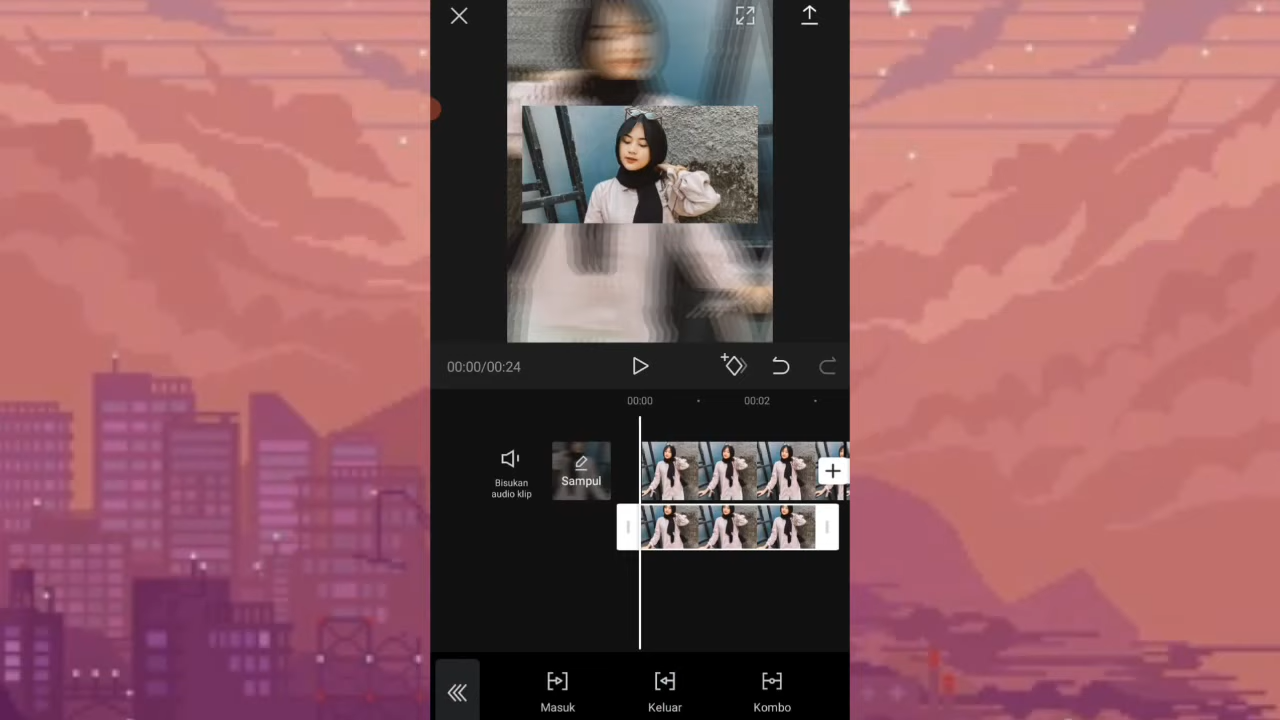 00:00/00:24
00:00
00:02
Bisukan
audio klip
Sampul
Masuk
Keluar
Kombo